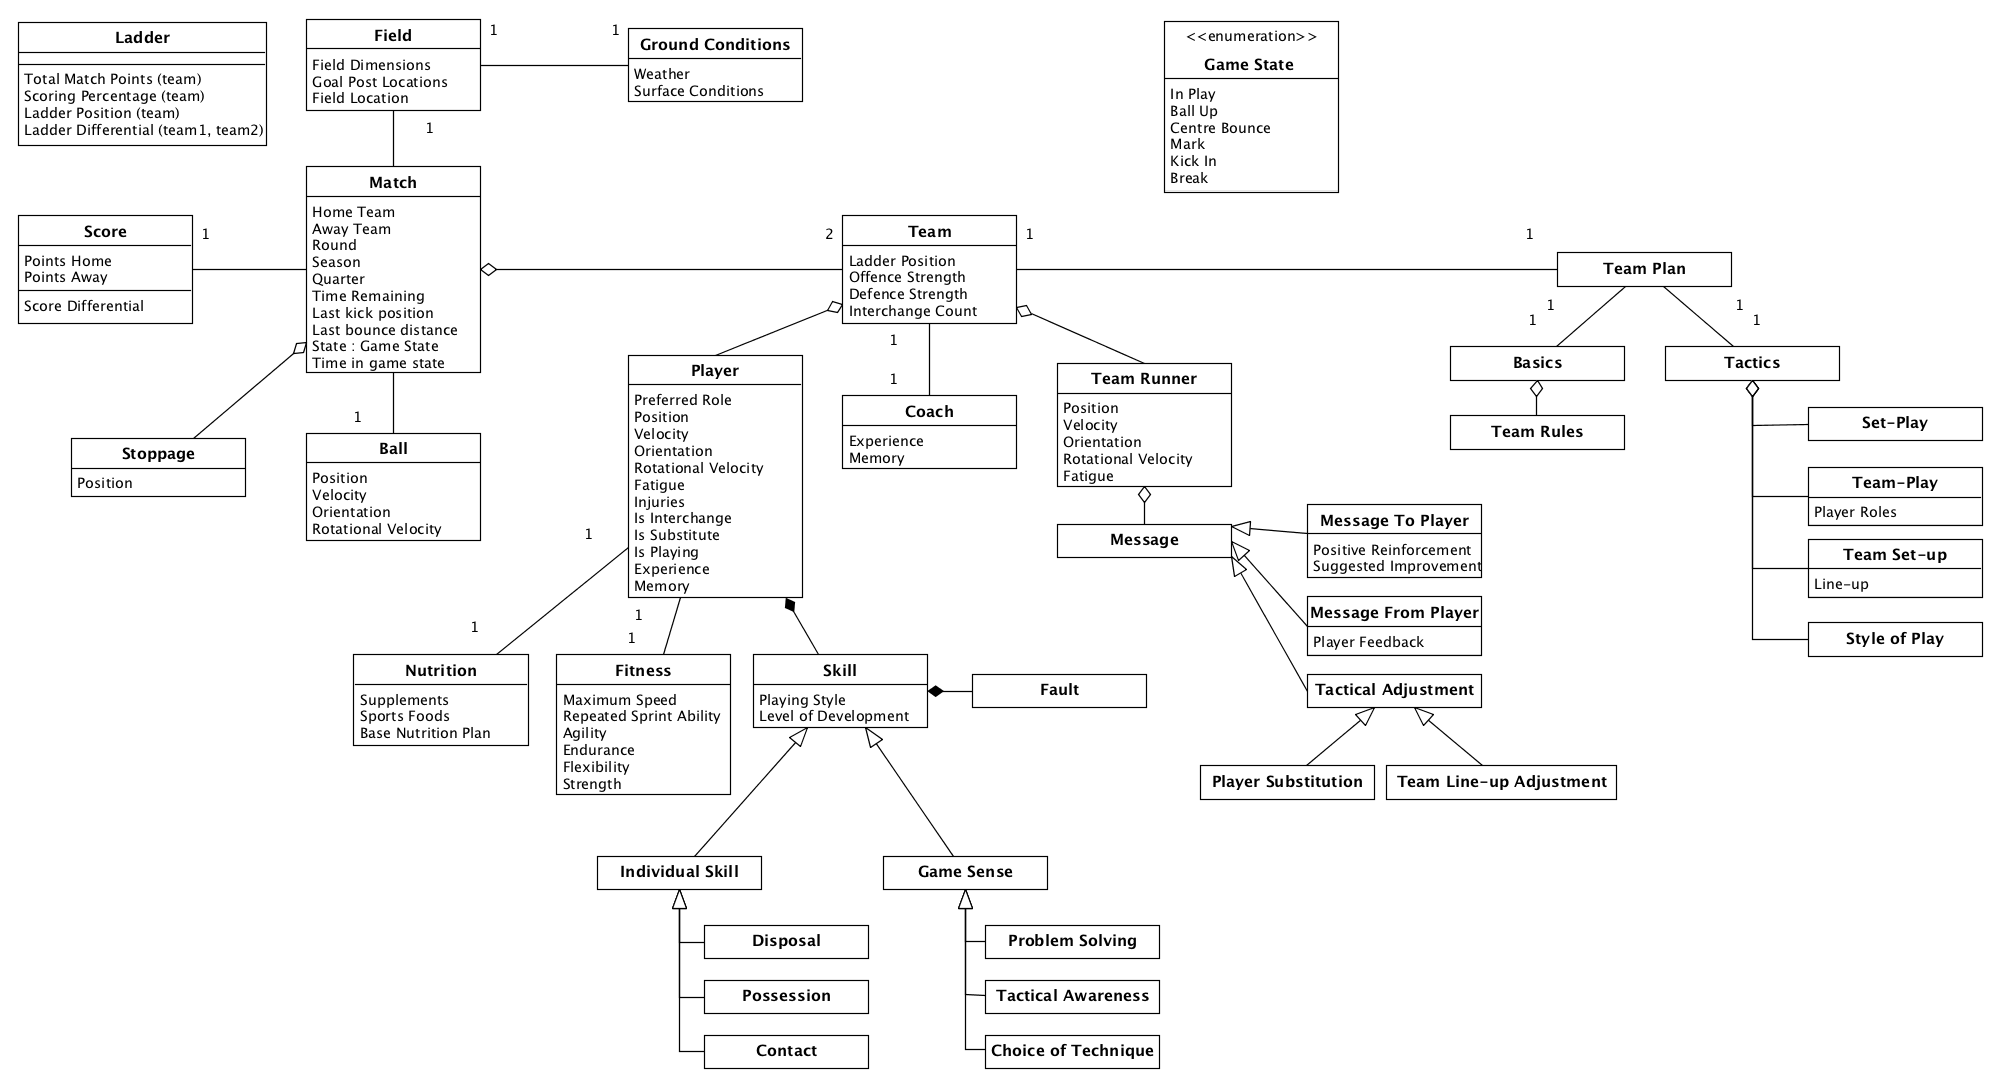 Ladder
Total Match Points (team)
Scoring Percentage (team)
Ladder Position (team)
Ladder Differential (team1, team2)
Field
Field Dimensions
Goal Post Locations
Field Location
1
1
1
Ground Conditions
Weather
Surface Conditions
<<enumeration>>
Game State
In Play
Ball Up
Centre Bounce
Mark
Kick In
Break
Score
Points Home
Points Away
Score Differential
1
Match
Home Team
Away Team
Round
Season
Quarter
Time Remaining
Last kick position
Last bounce distance
State : Game State
Time in game state
2
Team
Ladder Position
Offence Strength
Defence Strength
Interchange Count
1
1
Team Plan
1
1
1
1
Basics
Team Rules
Tactics
Set-Play
Team-Play
Player Roles
Team Set-up
Line-up
Style of Play
Stoppage
Position
1
Ball
Position
Velocity
Orientation
Rotational Velocity
Player
Preferred Role
Position
Velocity
Orientation
Rotational Velocity
Fatigue
Injuries
Is Interchange
Is Substitute
Is Playing
Experience
Memory
1
1
Coach
Experience
Memory
Team Runner
Position
Velocity
Orientation
Rotational Velocity
Fatigue
Message
Message To Player
Positive Reinforcement
Suggested Improvement
Message From Player
Player Feedback
Tactical Adjustment
Player Substitution
Team Line-up Adjustment
1
1
1
1
Nutrition
Supplements
Sports Foods
Base Nutrition Plan
Fitness
Maximum Speed
Repeated Sprint Ability
Agility
Endurance
Flexibility
Strength
Skill
Playing Style
Level of Development
Fault
Individual Skill
Disposal
Possession
Contact
Game Sense
Problem Solving
Tactical Awareness
Choice of Technique